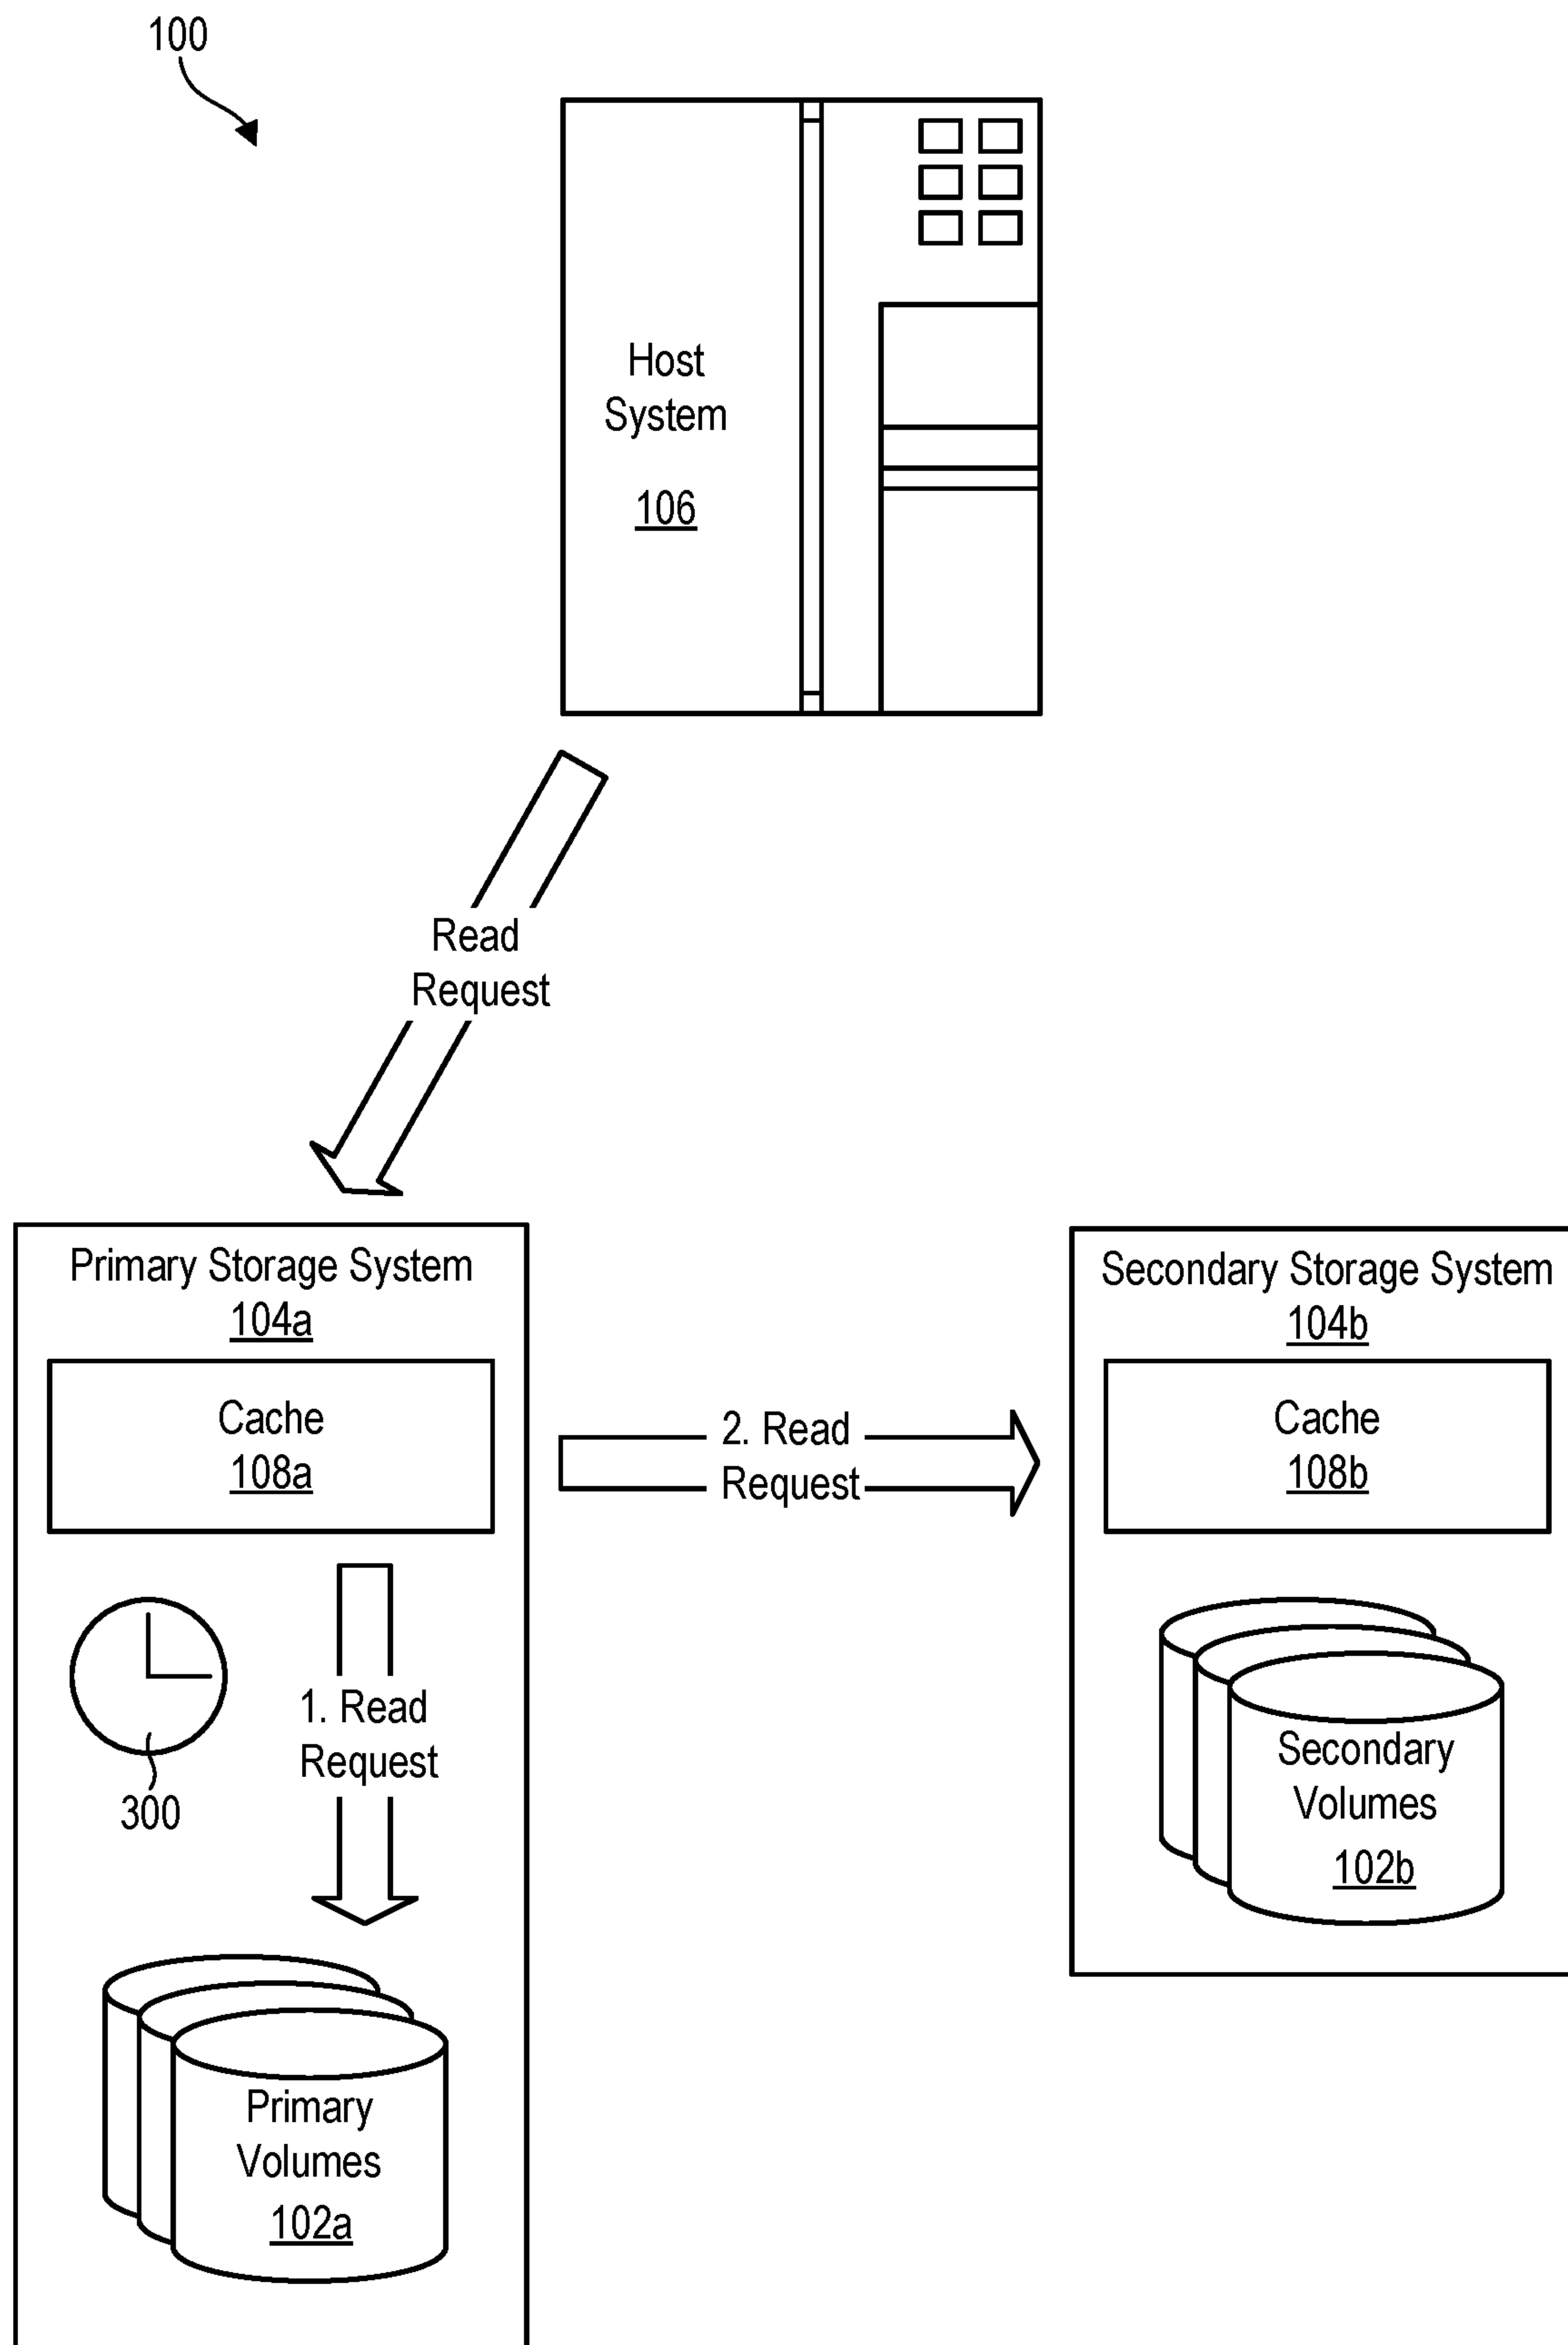 100
Host
System
106
Read
Request
Primary Storage System
104a
Cache
108a
1. Read
Request
300
Primary
Volumes
102a
2. Read
Request
Secondary Storage System
104b
Cache
108b
Secondary
Volumes
102b